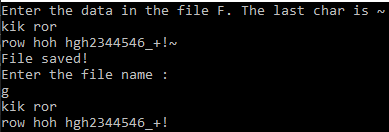 Enter the data in the file F. The last char is ~
kik ror
row hoh hgh2344546_+!~
File saved!
Enter the file name :
g
kik ror
row hoh hgh2344546_+!